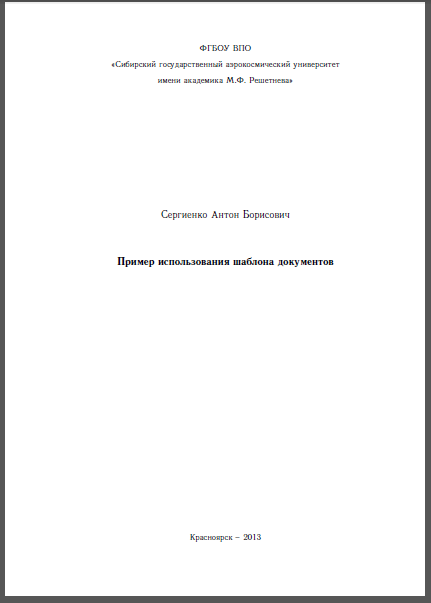 ФГБОУ ВПО
«Сибирский государственный аэрокосмический университет
имени академика М.Ф. Решетнева»
Сергиенко Антон Борисович
Пример использования шаблона документов
Красноярск – 2013